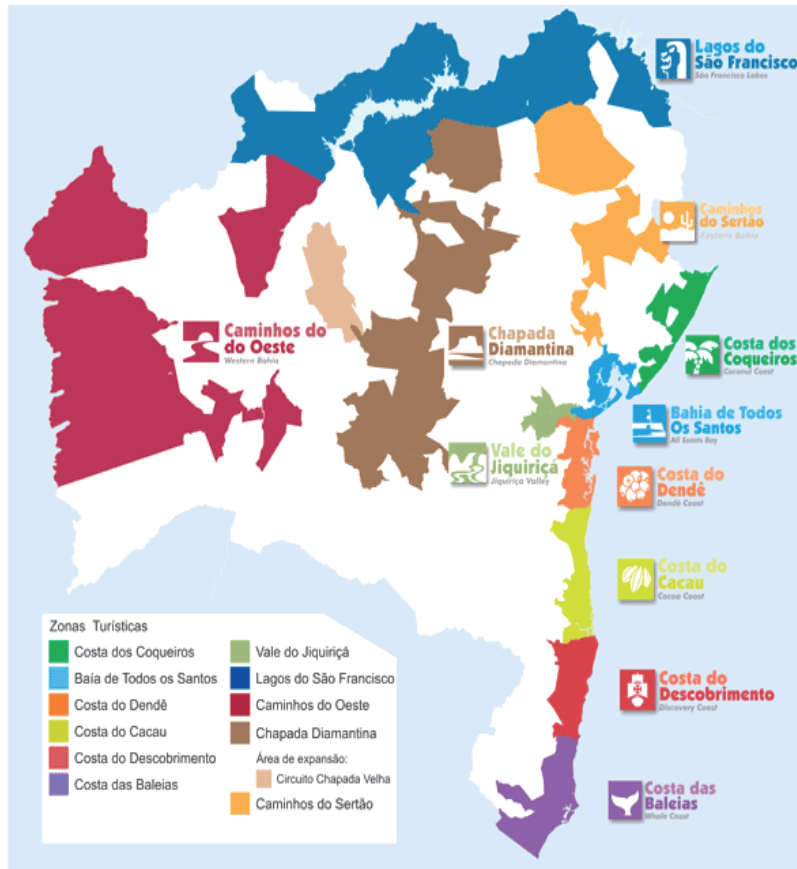 Lagos do
São Francisco
São Francisco Lakes
Caminhos
do Sertão
Eastern Bahia
Caminhos do
do Oeste
Western Bahia
Chapada
Diamantina
Chapada Diamantina
Costa dos
Coqueiros
Coconut Coast
Bahia de Todos
Os Santos
All Saints Bay
Vale do
Jiquiriçá
Jiquiriçá Valley
Costa do
Dendê
Dendê Coast
Costa do
Cacau
Cocoa Coast
Costa do
Descobrimento
Discovery Coast
Costa das
Baleias
Whale Coast
Zonas Turísticas
Costa dos Coqueiros
Baía de Todos os Santos
Costa do Dendê
Costa do Cacau
Costa do Descobrimento
Costa das Baleias
Vale do Jiquiriçá
Lagos do São Francisco
Caminhos do Oeste
Chapada Diamantina
Área de expansão:
Circuito Chapada Velha
Caminhos do Sertão